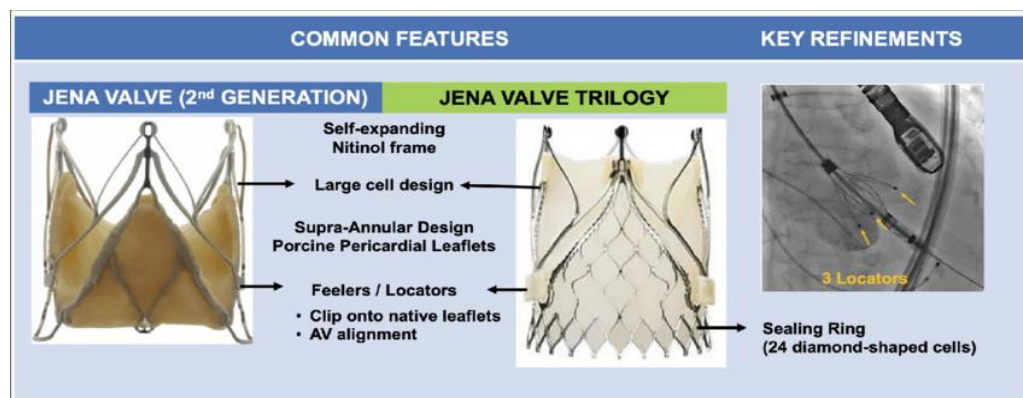 COMMON FEATURES
KEY REFINEMENTS
JENA VALVE (2nd GENERATION)
JENA VALVE TRILOGY
Self-expanding
Nitinol frame
Large cell design
Supra-Annular Design
Porcine Pericardial Leaflets
Feelers / Locators
• Clip onto native leaflets
• AV alignment
3 Locators
Sealing Ring
(24 diamond-shaped cells)